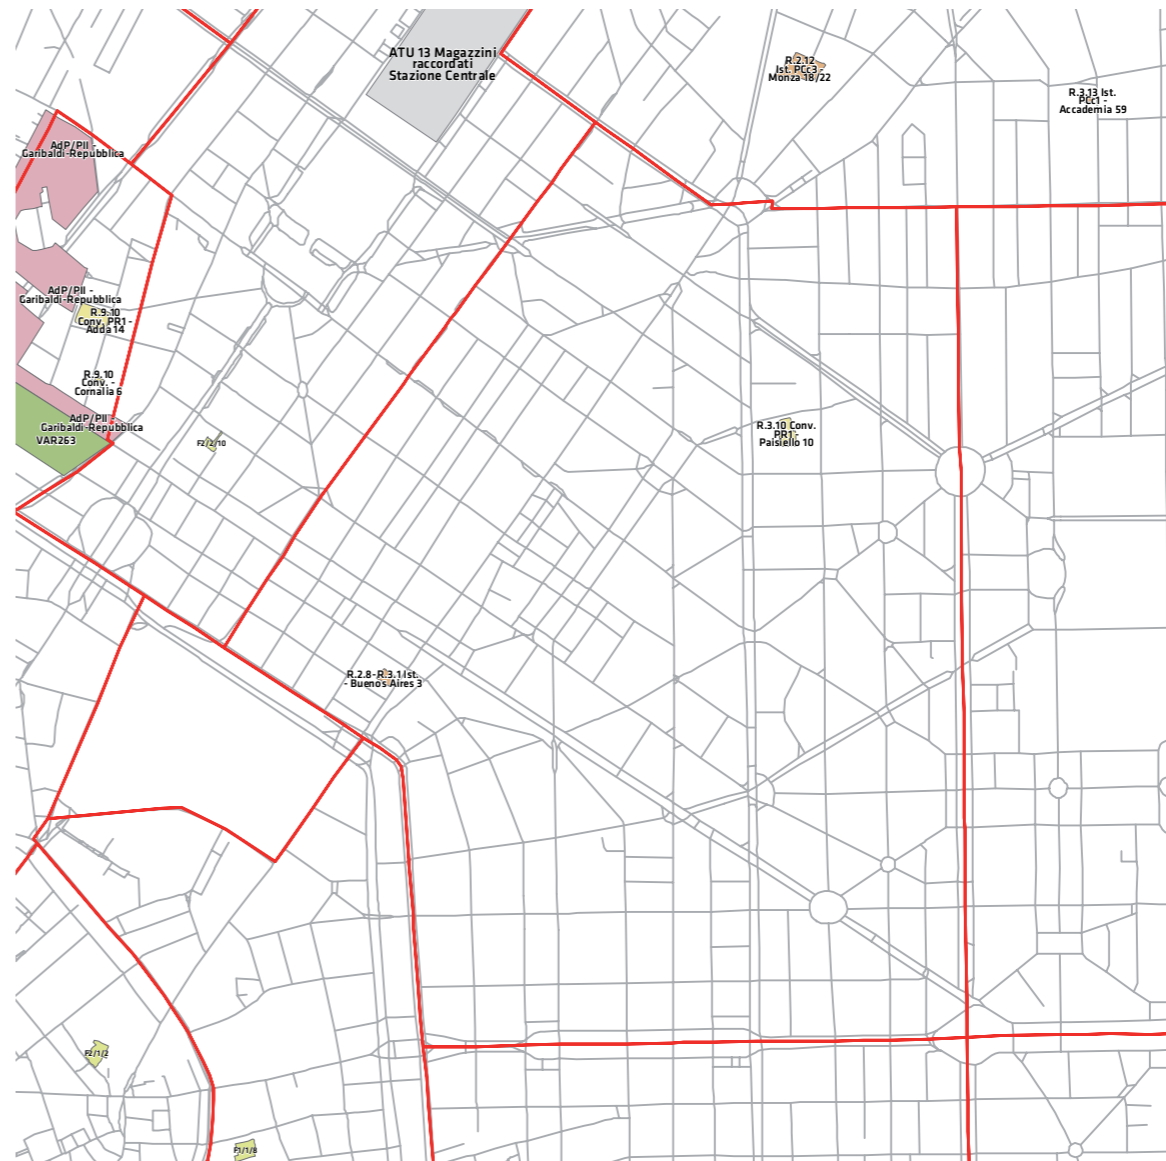 ATU 13 Magazzini
raccordati
Stazione Centrale
R.2.12
Ist. PCc3 -
Monza 18/22
R.3.13 Ist.
PCc1 -
Accademia 59
AdP/PII -
Garibaldi-Repubblica
AdP/PII -
Garibaldi-Repubblica
R.9.10
Conv. PR1 -
Adda 14
R.9.10
Conv. -
Cornalia 6
AdP/PII -
Garibaldi-Repubblica
VAR263
F2/2/10
R.3.10 Conv.
PR1 -
Paisiello 10
R.2.8-R.3.1 Ist.
- Buenos Aires 3
F2/1/2
F1/1/8